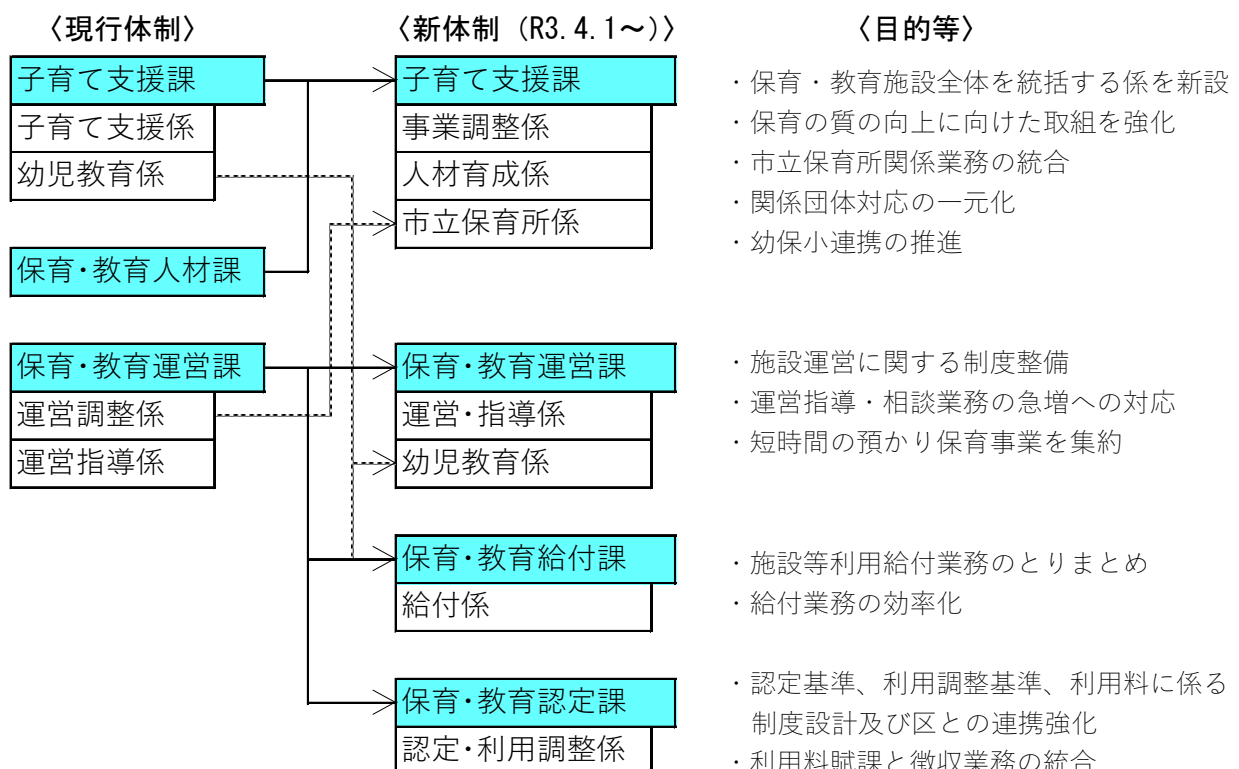 〈現行体制〉
〈新体制（R3.4.1～）〉
〈目的等〉
子育て支援課
子育て支援係
幼児教育係
保育・教育人材課
保育・教育運営課
運営調整係
運営指導係
子育て支援課
事業調整係
人材育成係
市立保育所係
保育・教育運営課
運営・指導係
幼児教育係
保育・教育給付課
給付係
保育・教育認定課
認定・利用調整係
・保育・教育施設全体を統括する係を新設
・保育の質の向上に向けた取組を強化
・市立保育所関係業務の統合
・関係団体対応の一元化
・幼保小連携の推進
・施設運営に関する制度整備
・運営指導・相談業務の急増への対応
・短時間の預かり保育事業を集約
・施設等利用給付業務のとりまとめ
・給付業務の効率化
・認定基準、利用調整基準、利用料に係る
制度設計及び区との連携強化
・利用料賦課と徴収業務の統合